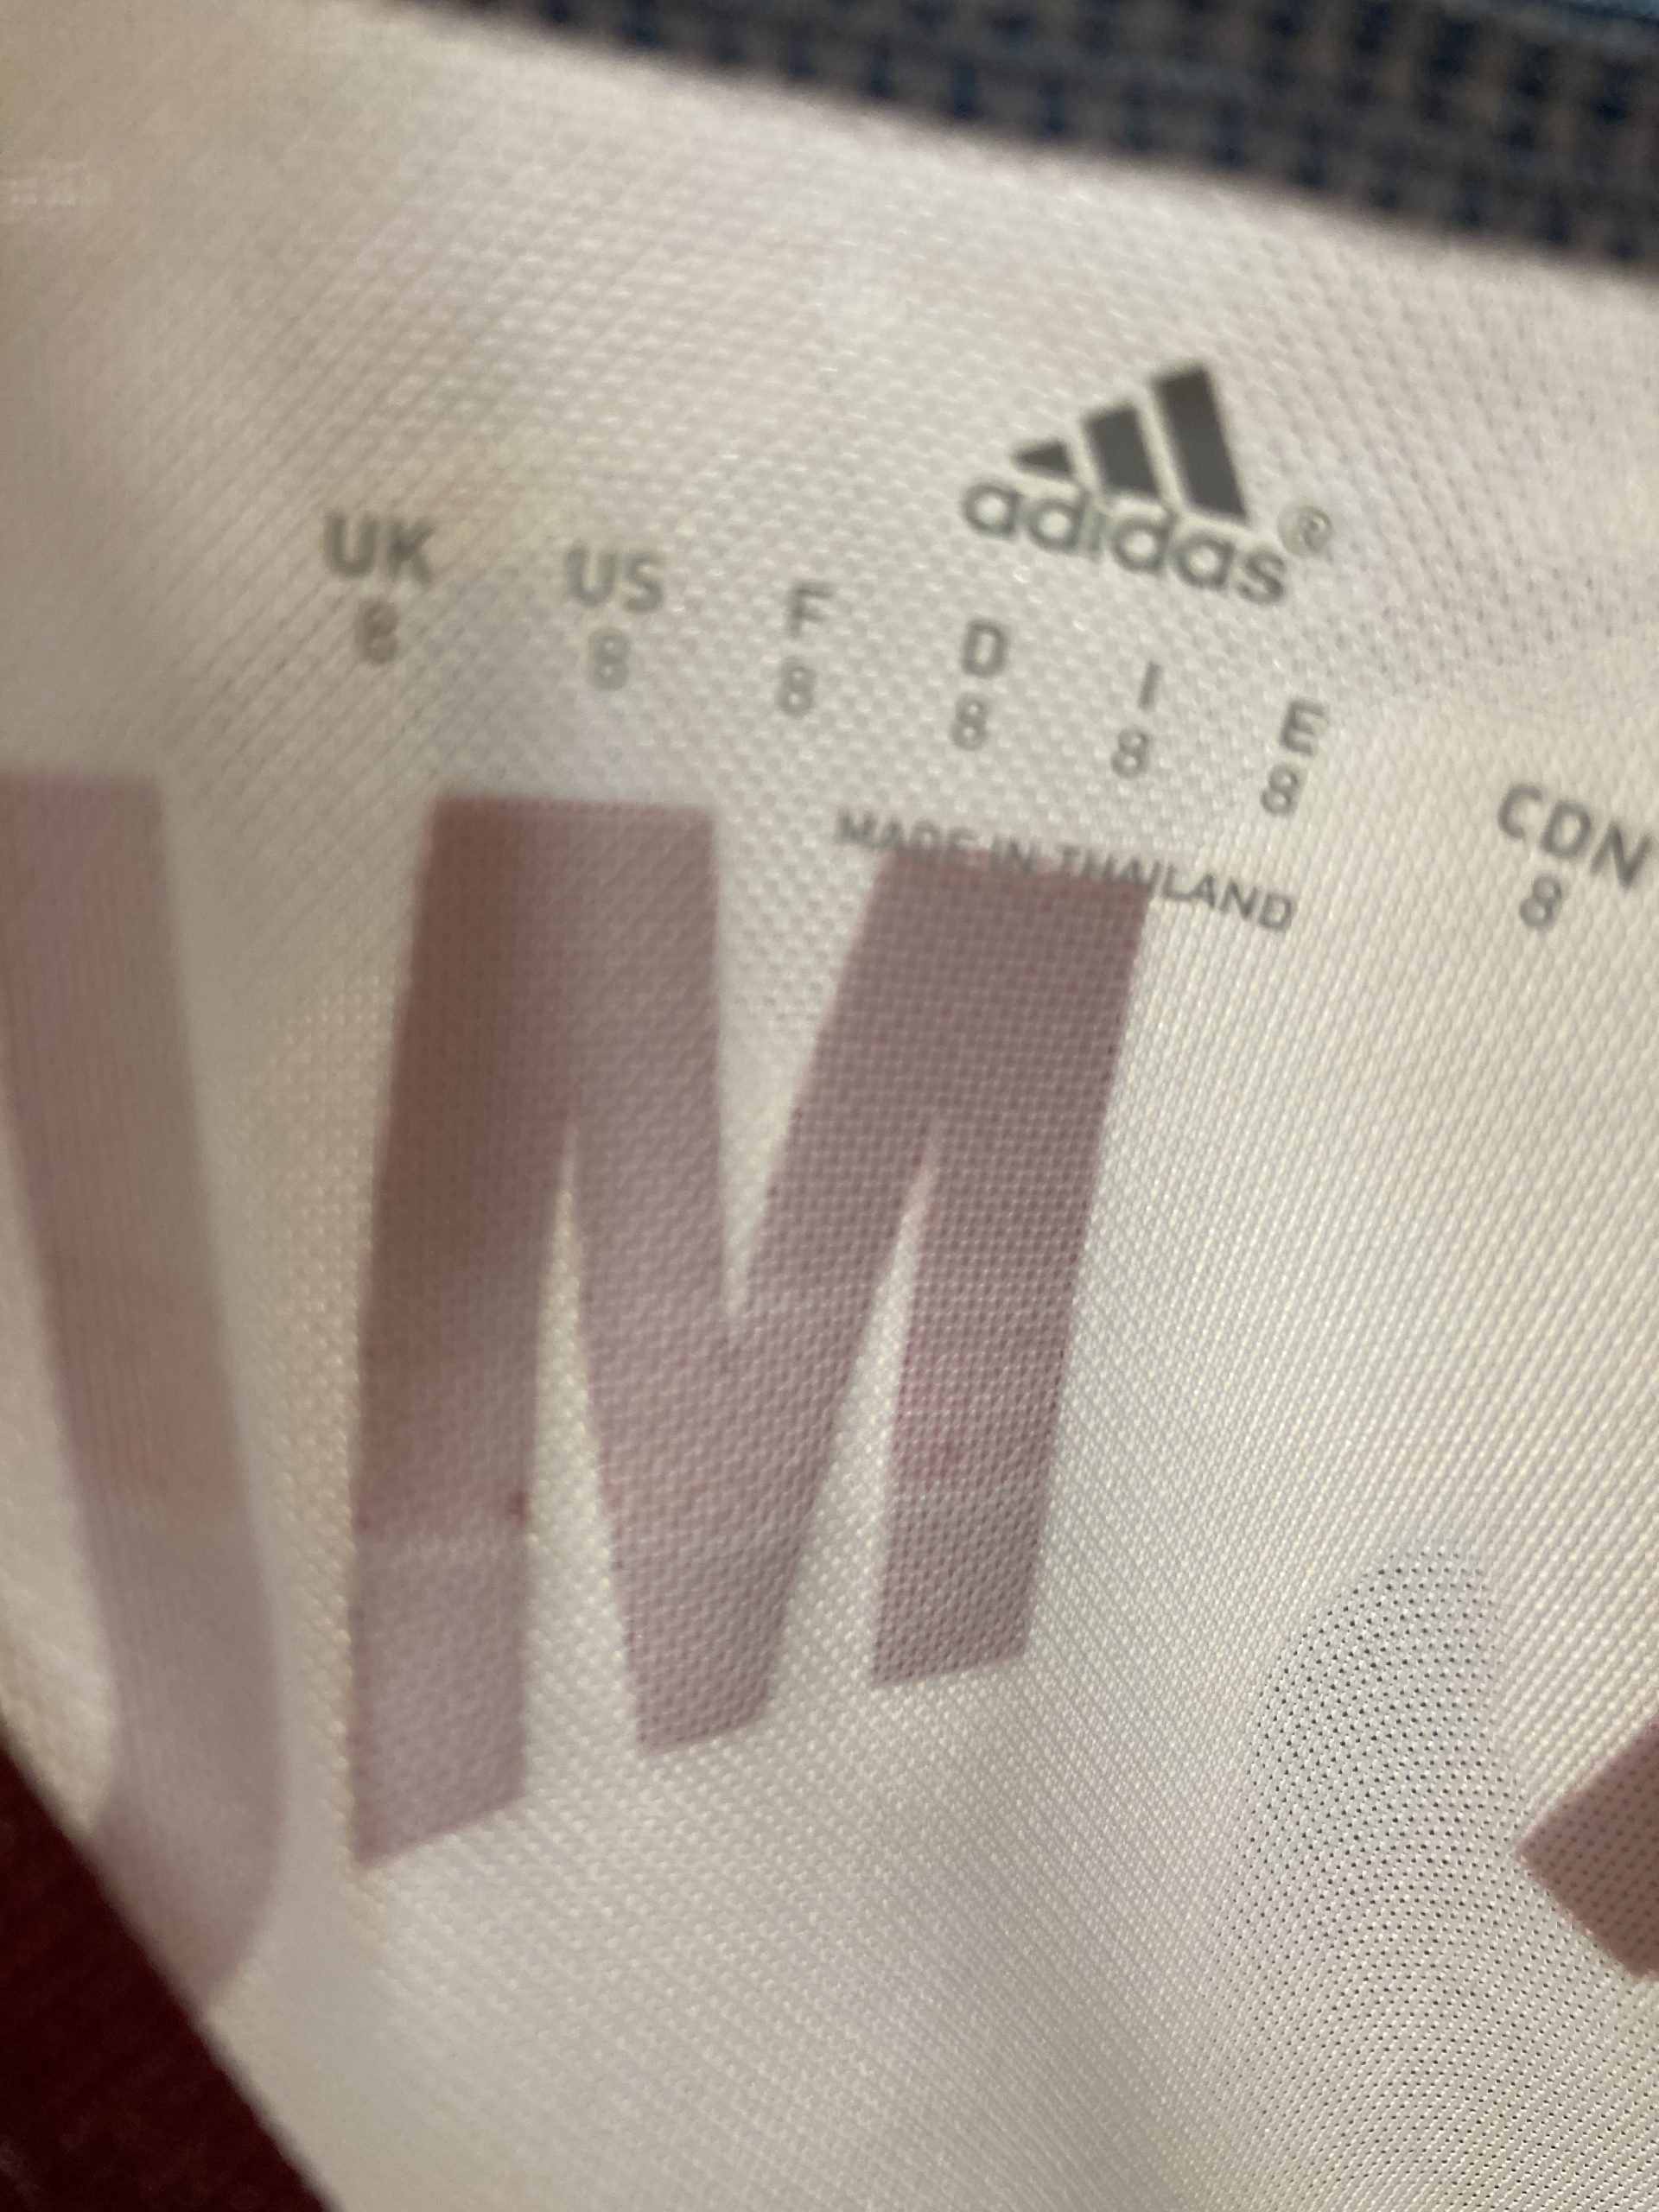 adidas®
UK US F D I E CDN
8 8 8 8 8 8 8
MADE IN THAILAND
M